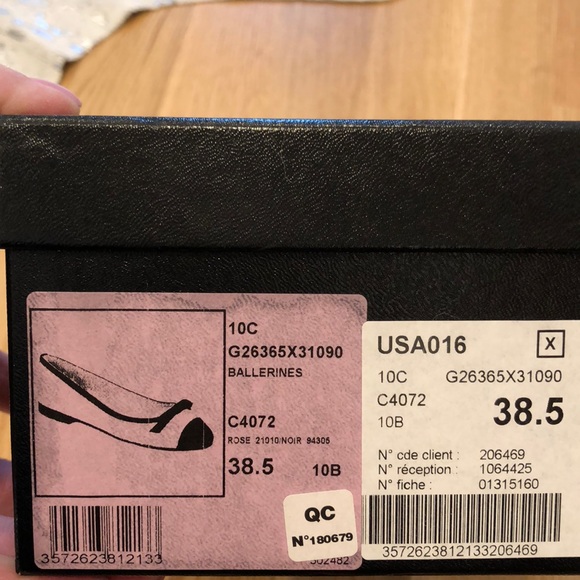 10C
G26365X31090
BALLERINES
C4072
ROSE 21010/NOIR 94305
38.5 10B
3572623812133
QC
N°180679
302482
USA016 X
10C G26365X31090
C4072
10B 38.5
N° cde client : 206469
N° réception : 1064425
N° fiche : 01315160
3572623812133206469